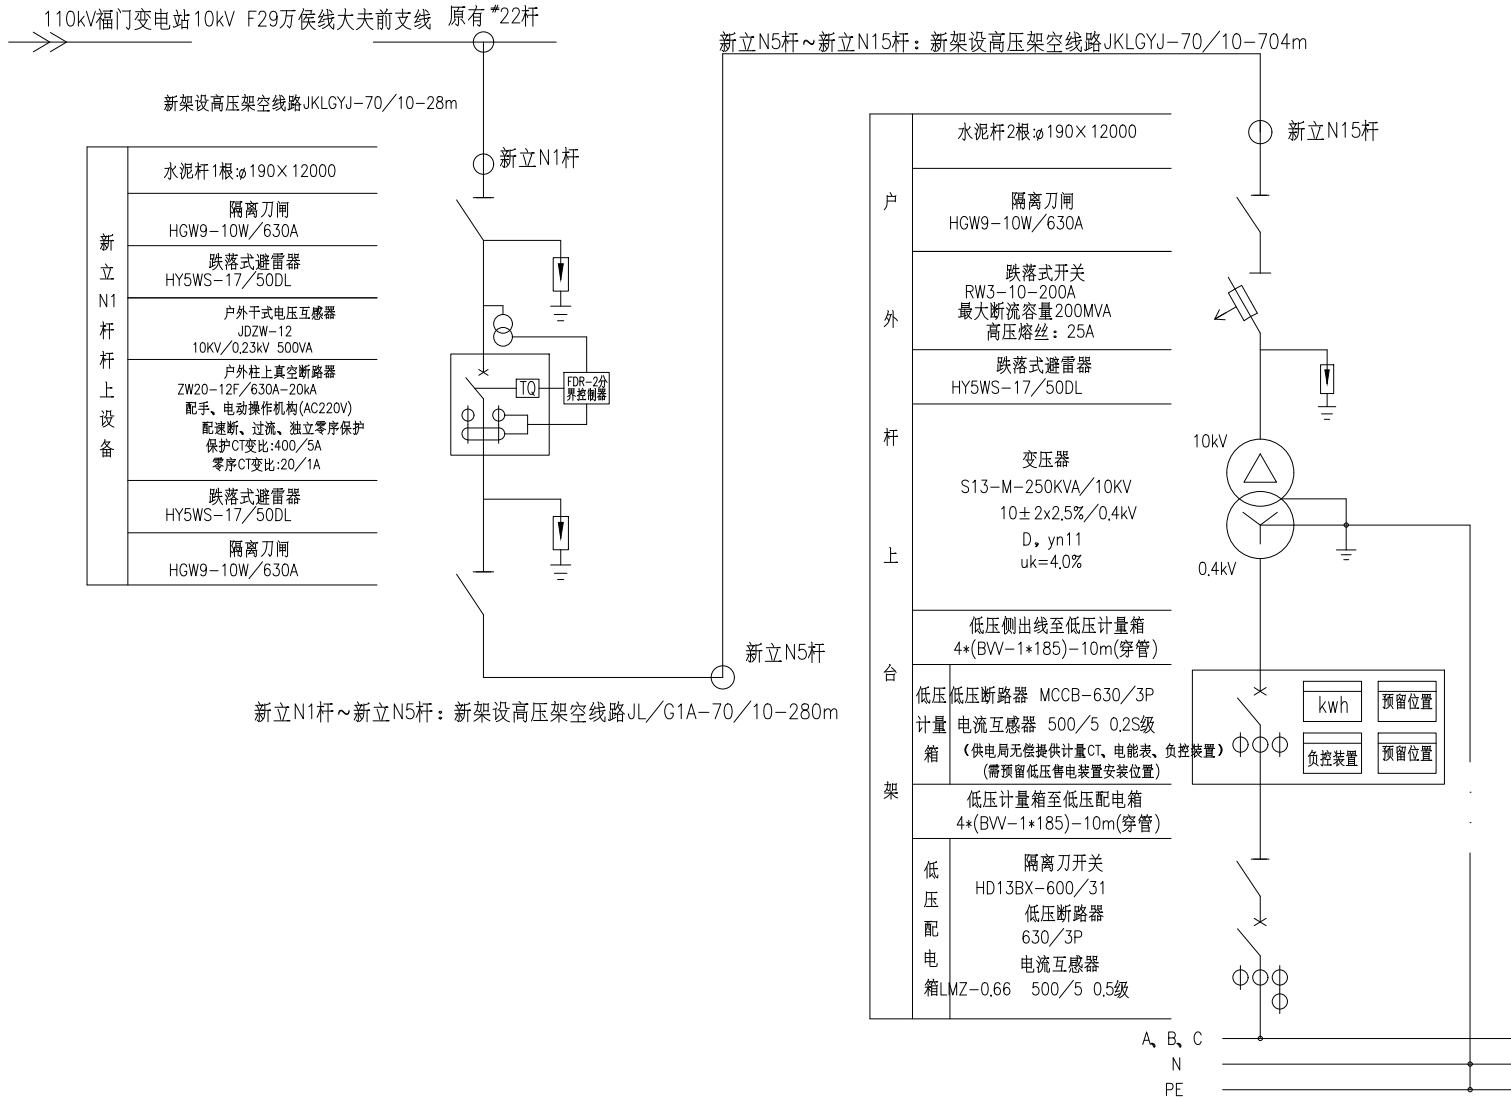 110kV福门变电站10kV F29万侯线大夫前支线
原有#22杆
新架设高压架空线路JKLGYJ-70/10-28m
新立N1杆
新立N1杆杆上设备
水泥杆1根:φ190×12000
隔离刀闸
HGW9-10W/630A
跌落式避雷器
HY5WS-17/50DL
户外干式电压互感器
JDZW-12
10KV/0.23kV 500VA
户外柱上真空断路器
ZW20-12F/630A-20kA
配手、电动操作机构(AC220V)
配速断、过流、独立零序保护
保护CT变比:400/5A
零序CT变比:20/1A
跌落式避雷器
HY5WS-17/50DL
隔离刀闸
HGW9-10W/630A
TQ
FDR-2分
界控制器
新立N5杆
新立N1杆~新立N5杆：新架设高压架空线路JL/G1A-70/10-280m
新立N5杆~新立N15杆：新架设高压架空线路JKLGYJ-70/10-704m
新立N15杆
户外杆上台架
水泥杆2根:φ190×12000
隔离刀闸
HGW9-10W/630A
跌落式开关
RW3-10-200A
最大断流容量200MVA
高压熔丝：25A
跌落式避雷器
HY5WS-17/50DL
变压器
S13-M-250KVA/10KV
10±2x2.5%/0.4kV
D, yn11
uk=4.0%
10kV
0.4kV
低压侧出线至低压计量箱
4*(BVV-1*185)-10m(穿管)
低压计量箱
低压断路器 MCCB-630/3P
电流互感器 500/5 0.2S级
(供电局无偿提供计量CT、电能表、负控装置)
(需预留低压售电装置安装位置)
kwh
预留位置
负控装置
预留位置
低压计量箱至低压配电箱
4*(BVV-1*185)-10m(穿管)
低压配电箱
隔离刀开关
HD13BX-600/31
低压断路器
630/3P
电流互感器
LMZ-0.66 500/5 0.5级
A、B、C
N
PE